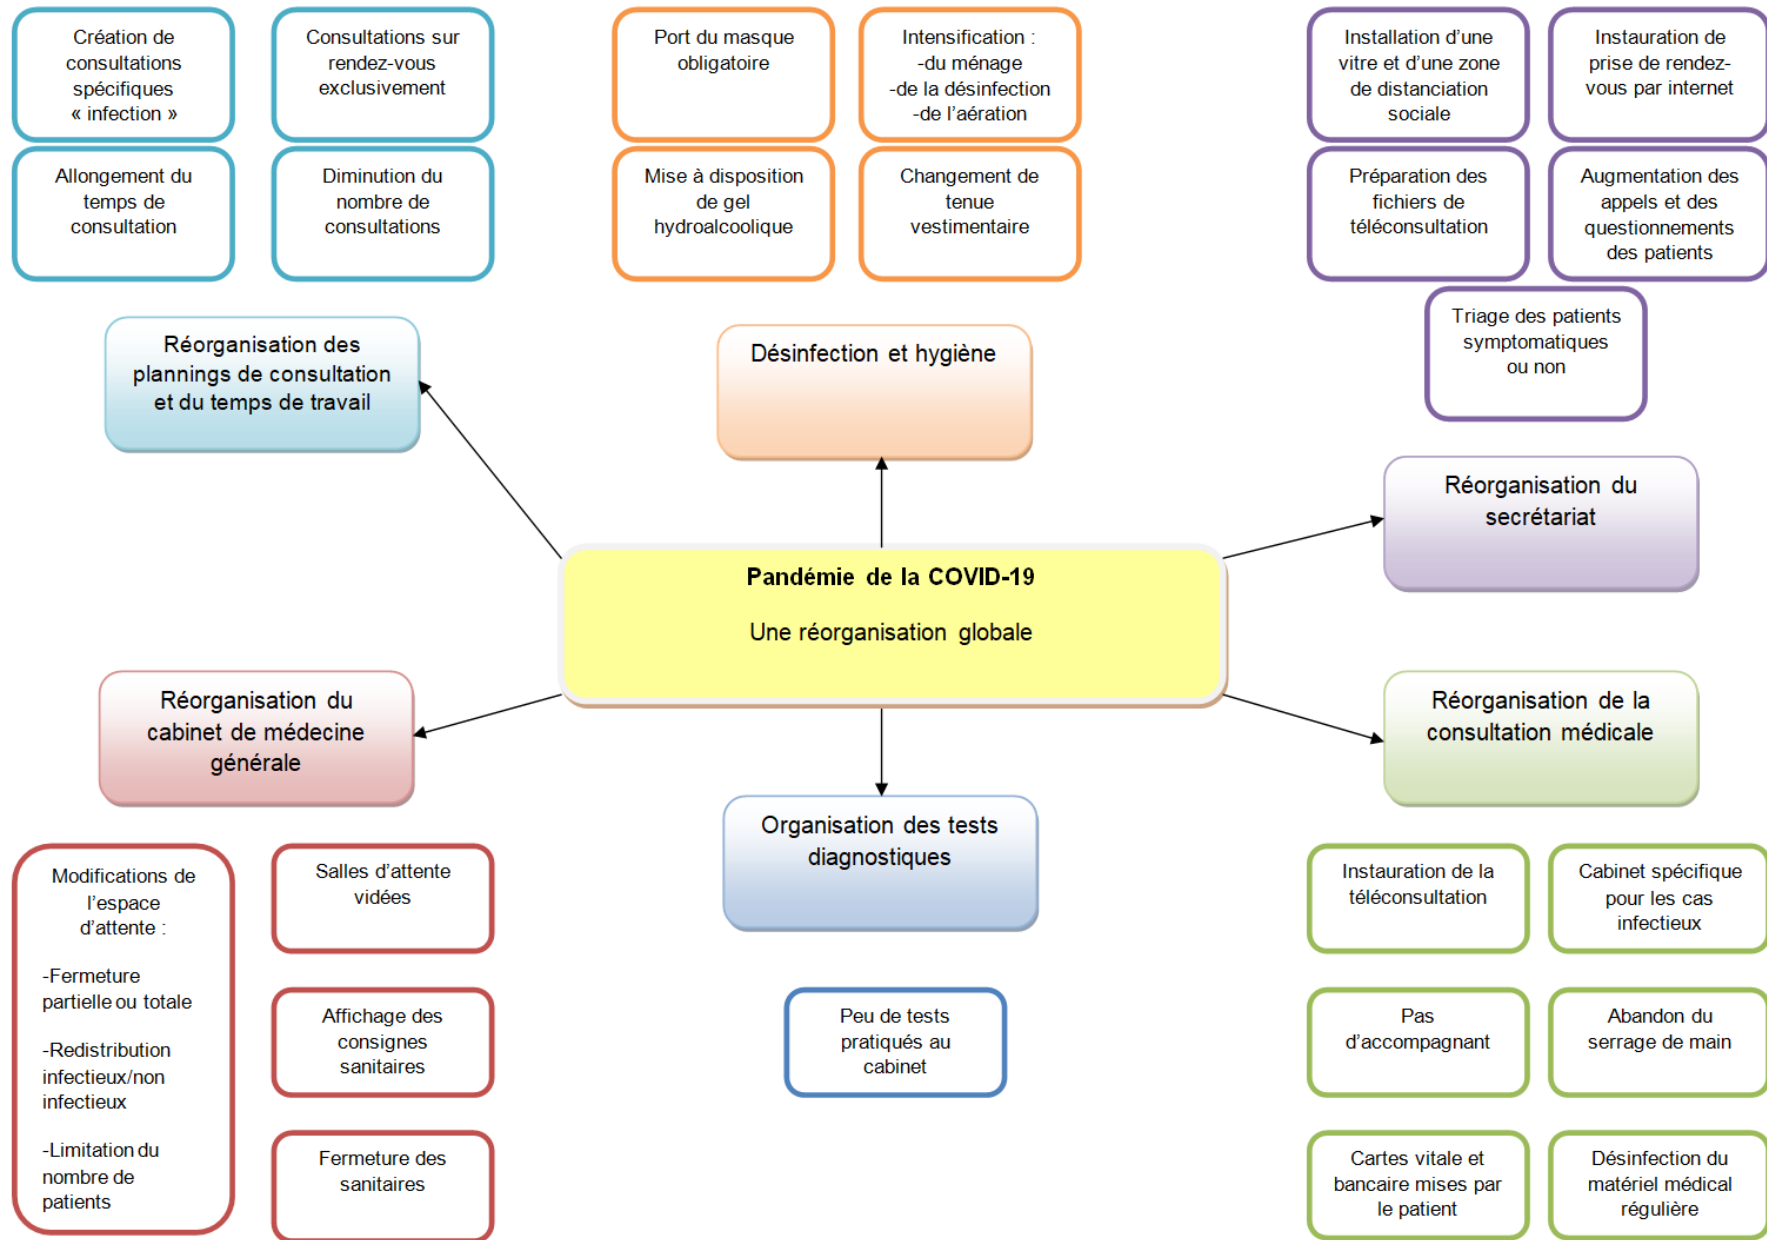 Création de
consultations
spécifiques
« infection »
Consultations sur
rendez-vous
exclusivement
Port du masque
obligatoire
Intensification :
-du ménage
-de la désinfection
-de l'aération
Installation d'une
vitre et d'une zone
de distanciation
sociale
Instauration de
prise de rendez-
vous par internet
Allongement du
temps de
consultation
Diminution du
nombre de
consultations
Mise à disposition
de gel
hydroalcoolique
Changement de
tenue
vestimentaire
Préparation des
fichiers de
téléconsultation
Augmentation des
appels et des
questionnements
des patients
Triage des patients
symptomatiques
ou non
Réorganisation des
plannings de consultation
et du temps de travail
Désinfection et hygiène
Réorganisation du
secrétariat
Pandémie de la COVID-19
Une réorganisation globale
Réorganisation du
cabinet de médecine
générale
Réorganisation de la
consultation médicale
Organisation des tests
diagnostiques
Modifications de
l'espace
d'attente :
-Fermeture
partielle ou totale
-Redistribution
infectieux/non
infectieux
-Limitation du
nombre de
patients
Salles d'attente
vidées
Affichage des
consignes
sanitaires
Fermeture des
sanitaires
Peu de tests
pratiqués au
cabinet
Instauration de la
téléconsultation
Cabinet spécifique
pour les cas
infectieux
Pas
d'accompagnant
Abandon du
serrage de main
Cartes vitale et
bancaire mises par
le patient
Désinfection du
matériel médical
régulière